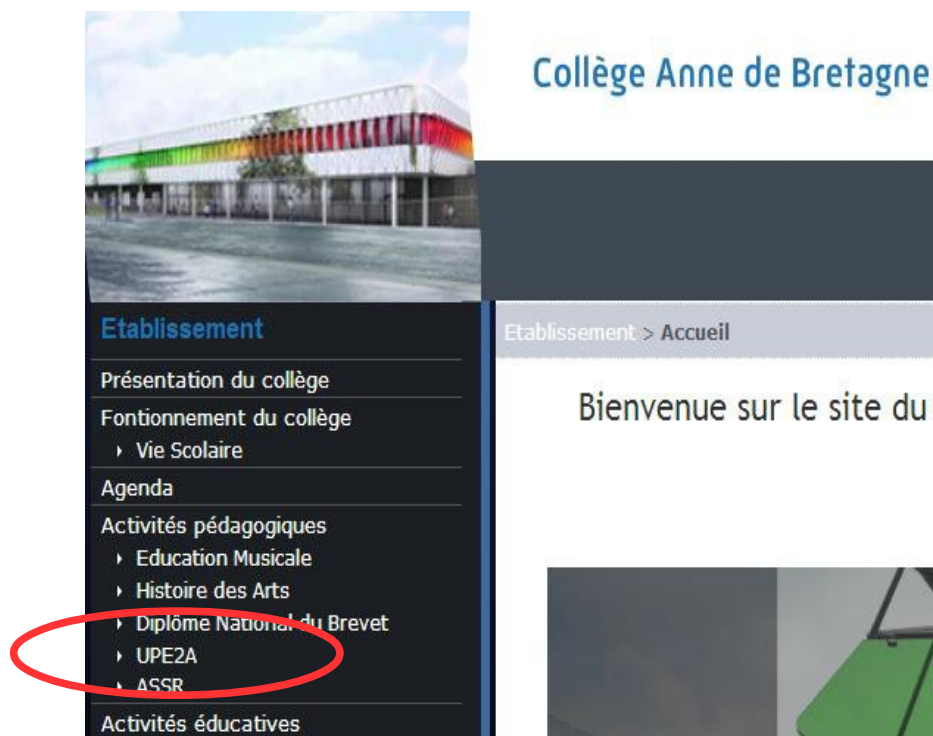 Collège Anne de Bretagne
Etablissement
Etablissement > Accueil
Présentation du collège
Bienvenue sur le site du
Fontionnement du collège
Vie Scolaire
Agenda
Activités pédagogiques
Education Musicale
Histoire des Arts
Diplôme National du Brevet
UPE2A
ASSR
Activités éducatives